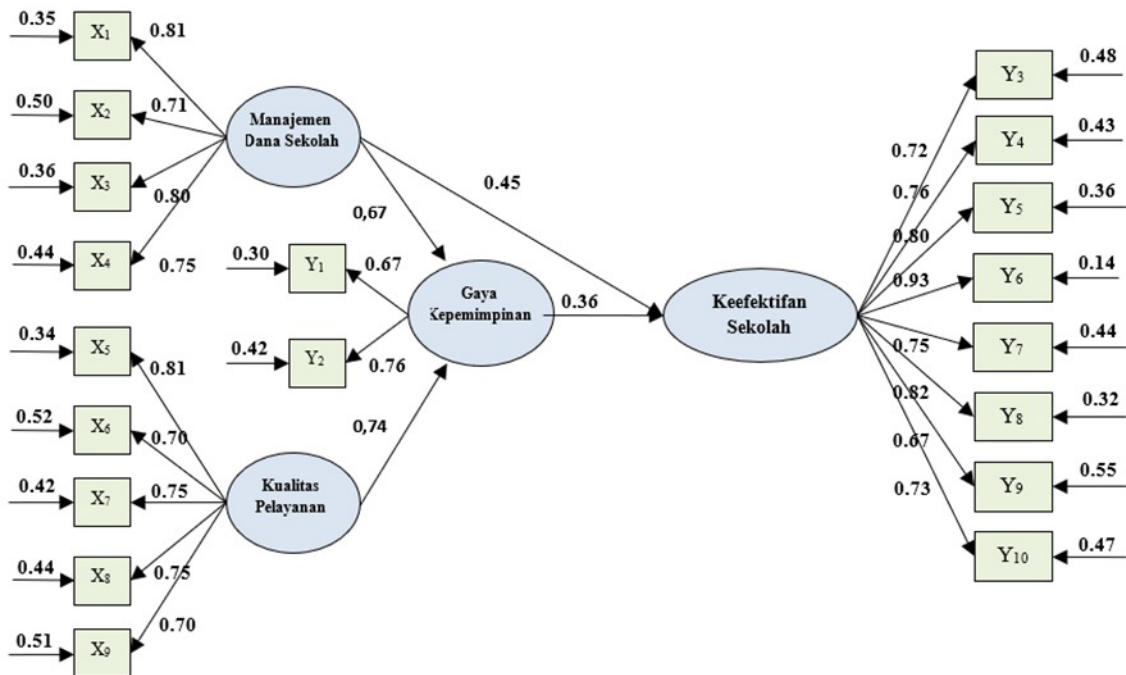 0.35
X1
0.81
0.50
X2
0.71
0.36
X3
0.80
0.44
X4
0.75
Manajemen
Dana Sekolah
0.45
0,67
0.30
Y1
0.67
0.42
Y2
0.76
Gaya
Kepemimpinan
0.36
Keefektifan
Sekolah
0.34
X5
0.81
0.52
X6
0.70
0.42
X7
0.75
0.44
X8
0.75
0.51
X9
0.70
Kualitas
Pelayanan
0,74
0.72
Y3
0.48
0.76
Y4
0.43
0.80
Y5
0.36
0.93
Y6
0.14
0.75
Y7
0.44
0.82
Y8
0.32
0.67
Y9
0.55
0.73
Y10
0.47